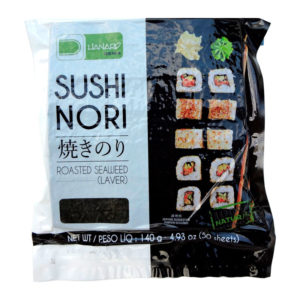 SUSHI
NORI
焼きのり
ROASTED SEAWEED
(LAVER)
NATURAL
NET WT / PESO LIQ : 140 g - 4.93 OZ (50 sheets)